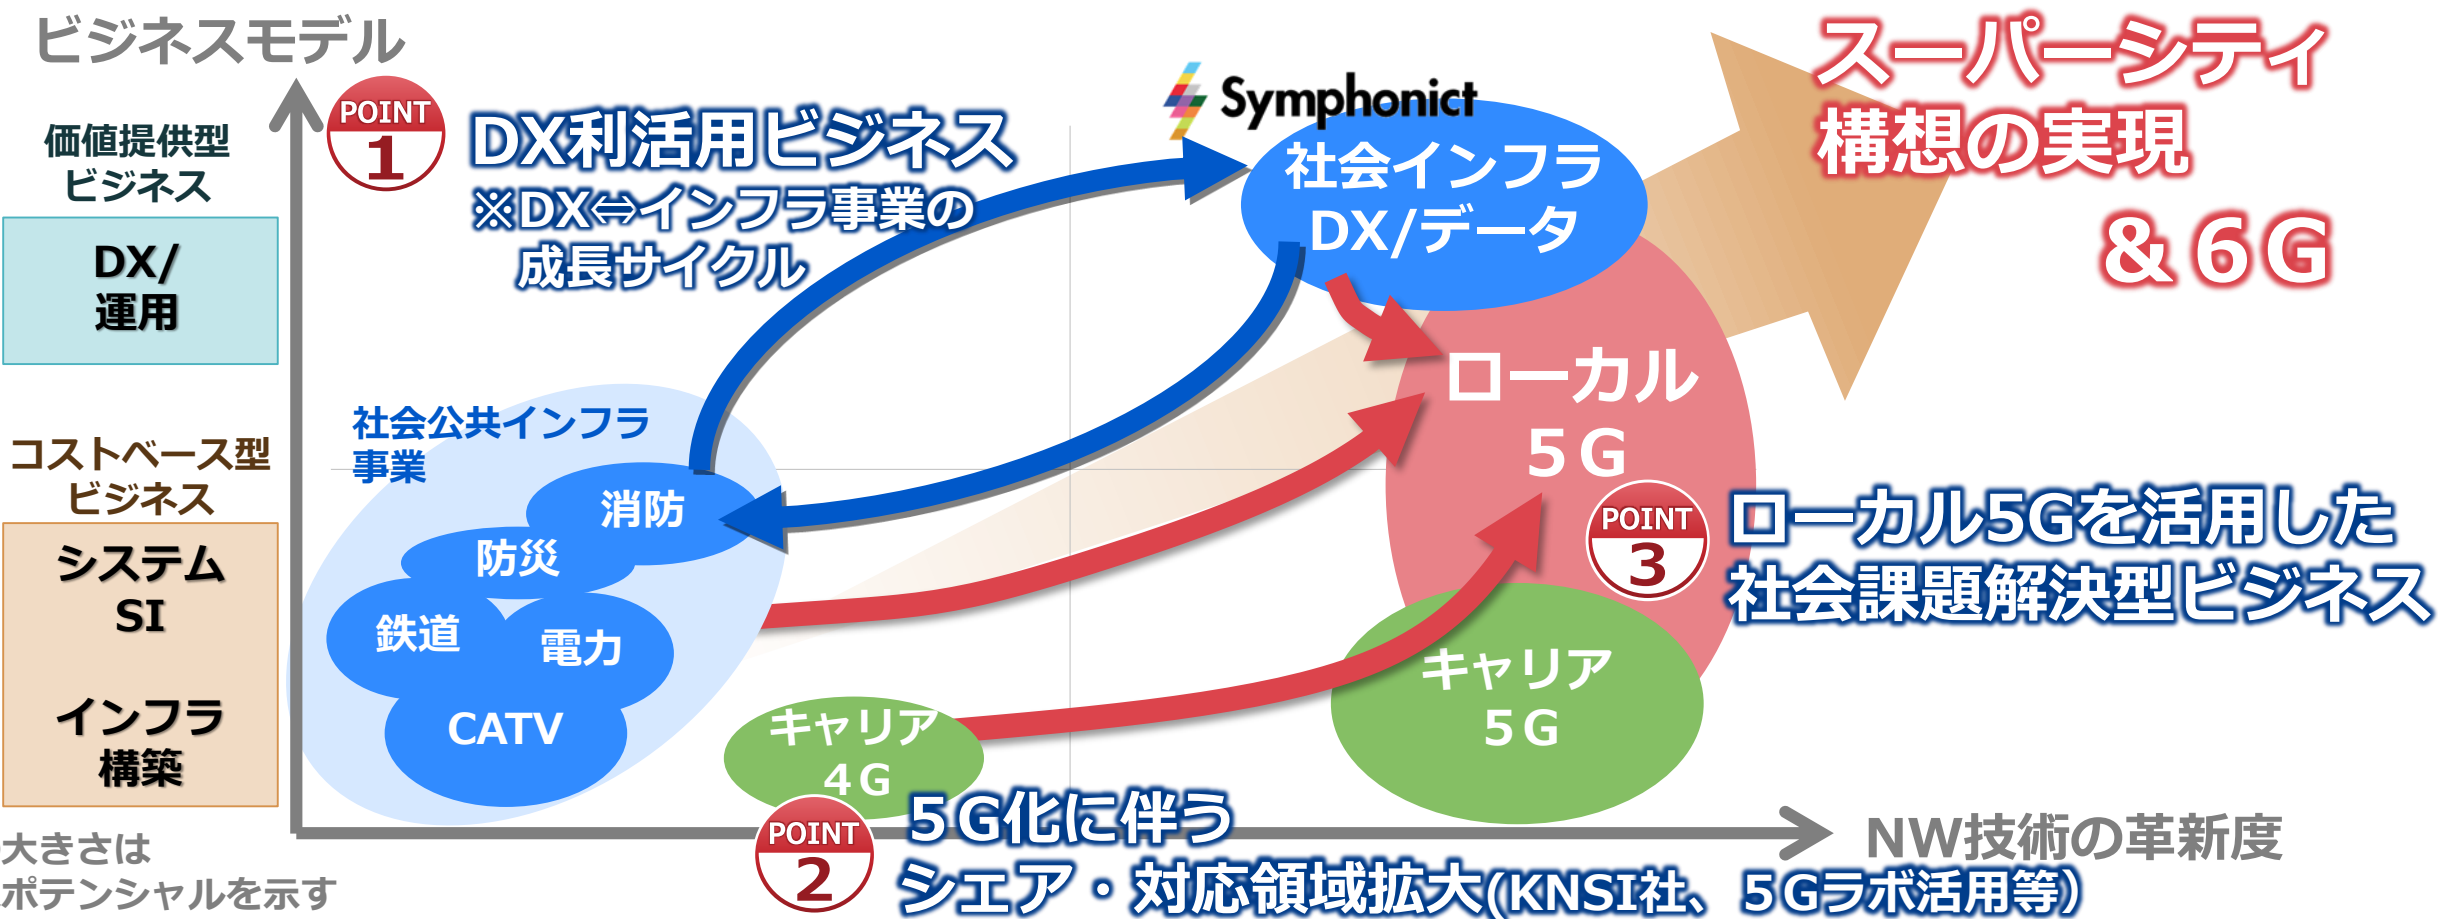 ビジネスモデル
価値提供型
ビジネス
DX/
運用
コストベース型
ビジネス
システム
SI
インフラ
構築
大きさは
ポテンシャルを示す
POINT
1
DX利活用ビジネス
※DX⇔インフラ事業の
成長サイクル
Symphonict
社会インフラ
DX/データ
スーパーシティ
構想の実現
&６G
社会公共インフラ
事業
消防
防災
鉄道
電力
CATV
ローカル
５G
POINT
3
ローカル5Gを活用した
社会課題解決型ビジネス
キャリア
４G
キャリア
５G
POINT
2
５G化に伴う
シェア・対応領域拡大(KNSI社、５Gラボ活用等）
NW技術の革新度